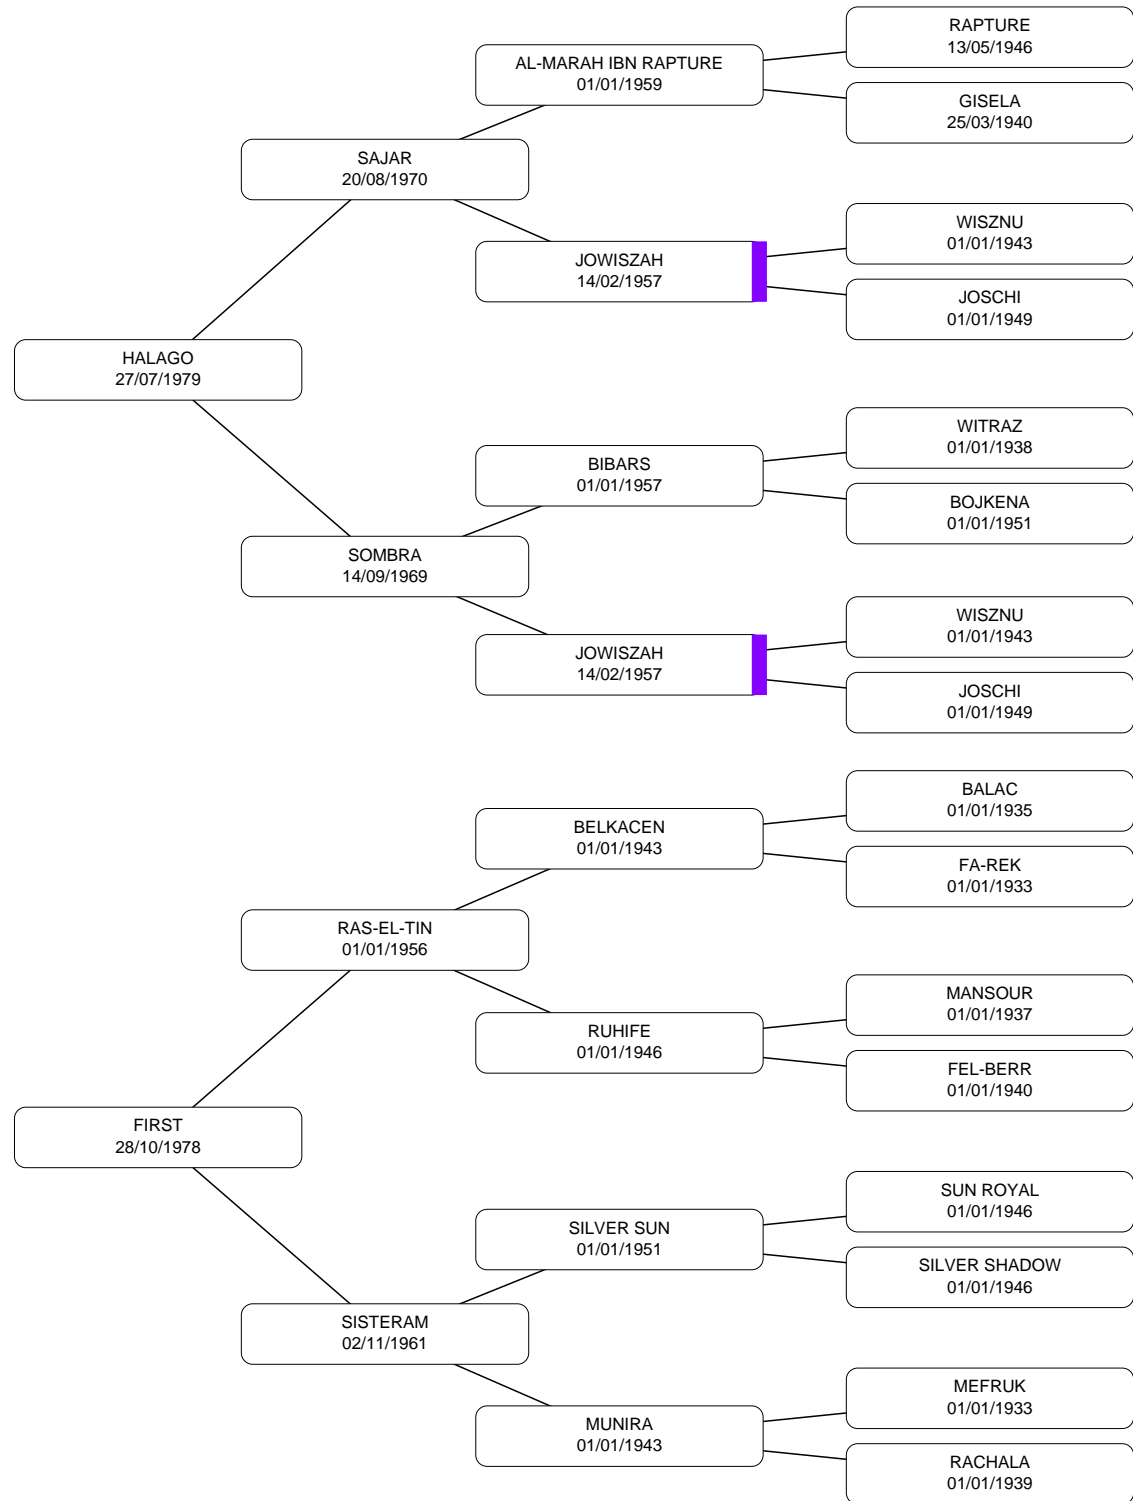 RAPTURE
13/05/1946
AL-MARAH IBN RAPTURE
01/01/1959
GISELA
25/03/1940
SAJAR
20/08/1970
WISZNU
01/01/1943
JOWISZAH
14/02/1957
JOSCHI
01/01/1949
HALAGO
27/07/1979
WITRAZ
01/01/1938
BIBARS
01/01/1957
BOJKENA
01/01/1951
SOMBRA
14/09/1969
WISZNU
01/01/1943
JOWISZAH
14/02/1957
JOSCHI
01/01/1949
BALAC
01/01/1935
BELKACEN
01/01/1943
FA-REK
01/01/1933
RAS-EL-TIN
01/01/1956
MANSOUR
01/01/1937
RUHIFE
01/01/1946
FEL-BERR
01/01/1940
FIRST
28/10/1978
SUN ROYAL
01/01/1946
SILVER SUN
01/01/1951
SILVER SHADOW
01/01/1946
SISTERAM
02/11/1961
MEFRUK
01/01/1933
MUNIRA
01/01/1943
RACHALA
01/01/1939